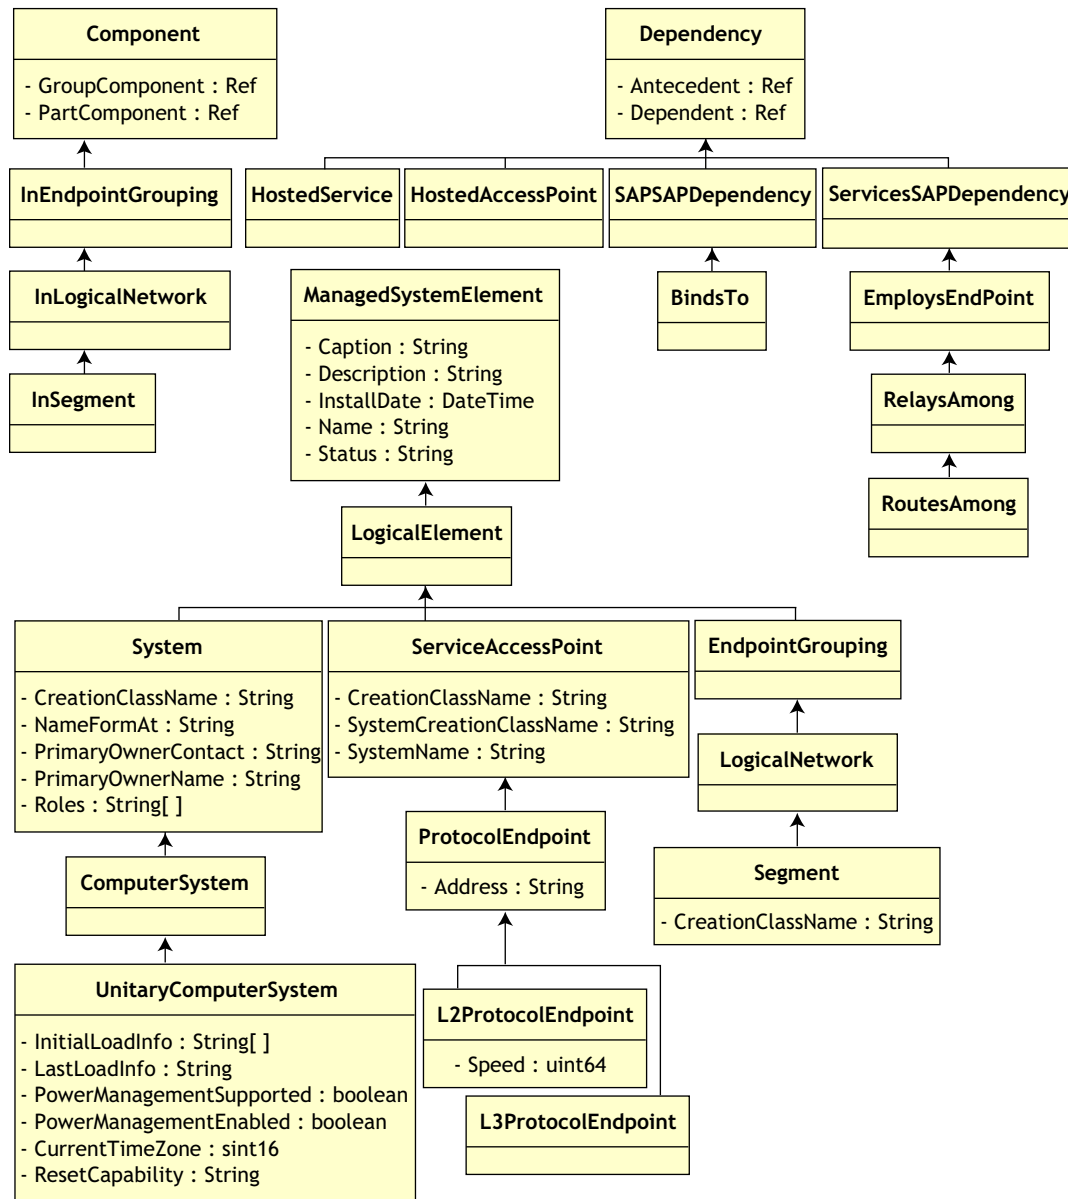 Component
- GroupComponent : Ref
- PartComponent : Ref
Dependency
- Antecedent : Ref
- Dependent : Ref
InEndpointGrouping
HostedService
HostedAccessPoint
SAPSAPDependency
ServicesSAPDependency
InLogicalNetwork
ManagedSystemElement
- Caption : String
- Description : String
- InstallDate : DateTime
- Name : String
- Status : String
BindsTo
EmploysEndPoint
InSegment
RelaysAmong
RoutesAmong
LogicalElement
System
- CreationClassName : String
- NameFormAt : String
- PrimaryOwnerContact : String
- PrimaryOwnerName : String
- Roles : String[ ]
ServiceAccessPoint
- CreationClassName : String
- SystemCreationClassName : String
- SystemName : String
EndpointGrouping
LogicalNetwork
ProtocolEndpoint
- Address : String
Segment
- CreationClassName : String
ComputerSystem
UnitaryComputerSystem
- InitialLoadInfo : String[ ]
- LastLoadInfo : String
- PowerManagementSupported : boolean
- PowerManagementEnabled : boolean
- CurrentTimeZone : sint16
- ResetCapability : String
L2ProtocolEndpoint
- Speed : uint64
L3ProtocolEndpoint